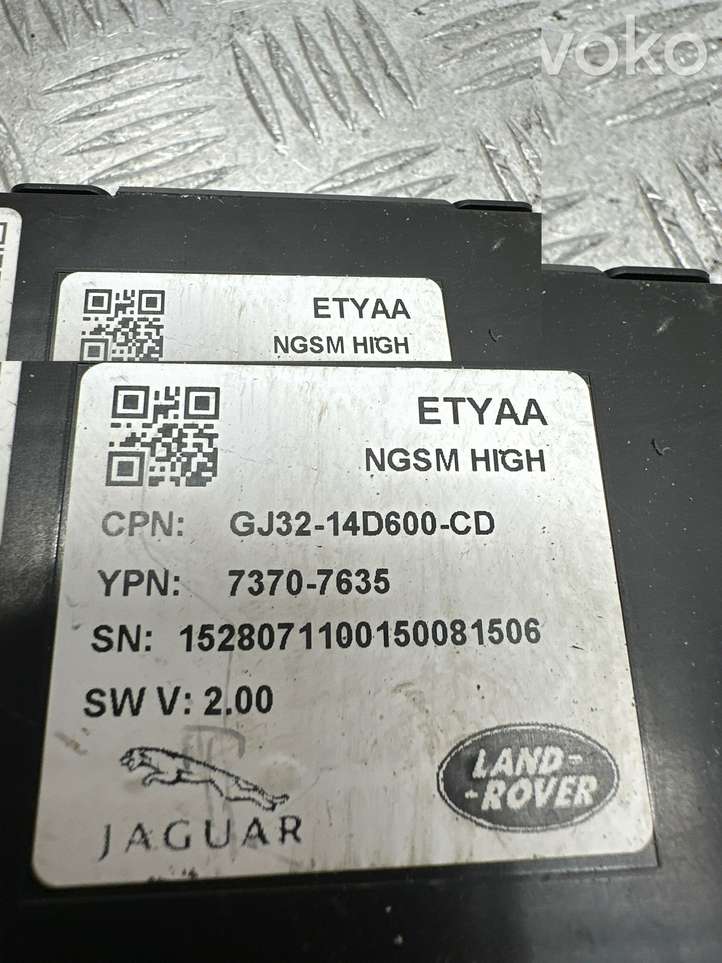 voko
ETYAA
NGSM HIGH
ETYAA
NGSM HIGH
CPN: GJ32-14D600-CD
YPN: 7370-7635
SN: 1528071100150081506
SW V: 2.00
JAGUAR
LAND-
-ROVER